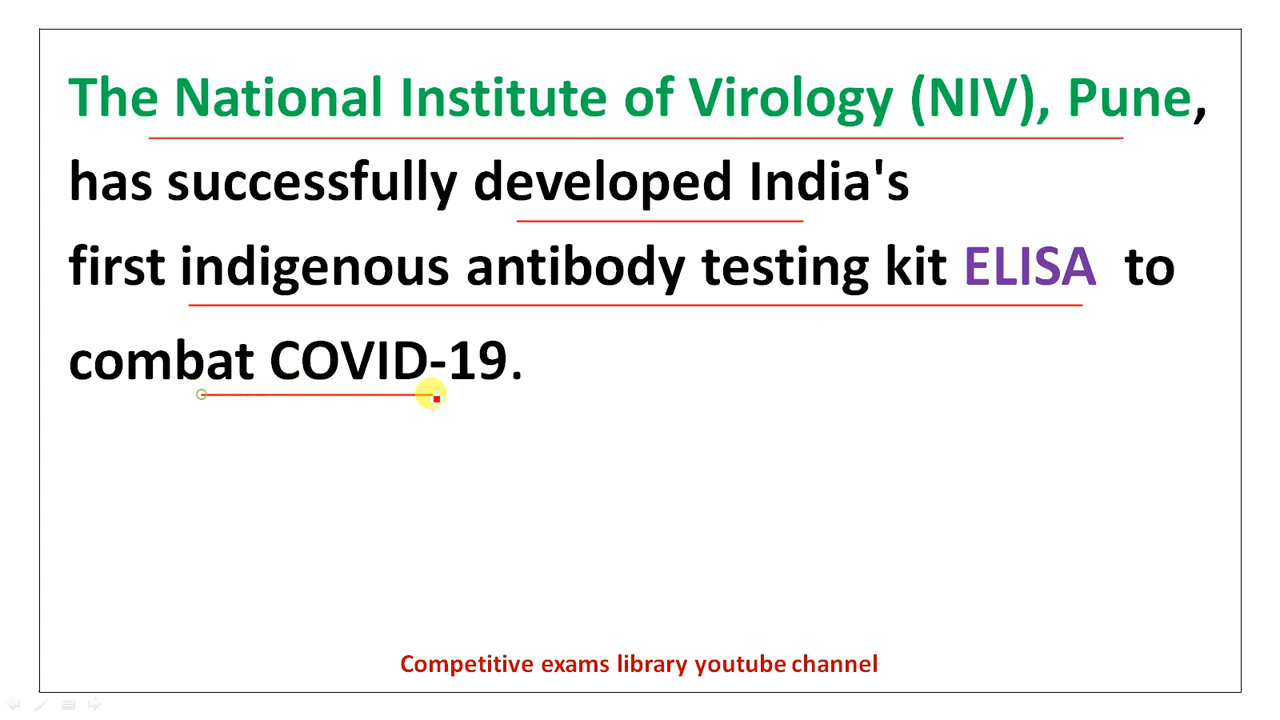 The National Institute of Virology (NIV), Pune,
has successfully developed India's
first indigenous antibody testing kit ELISA  to
combat COVID-19.
Competitive exams library youtube channel